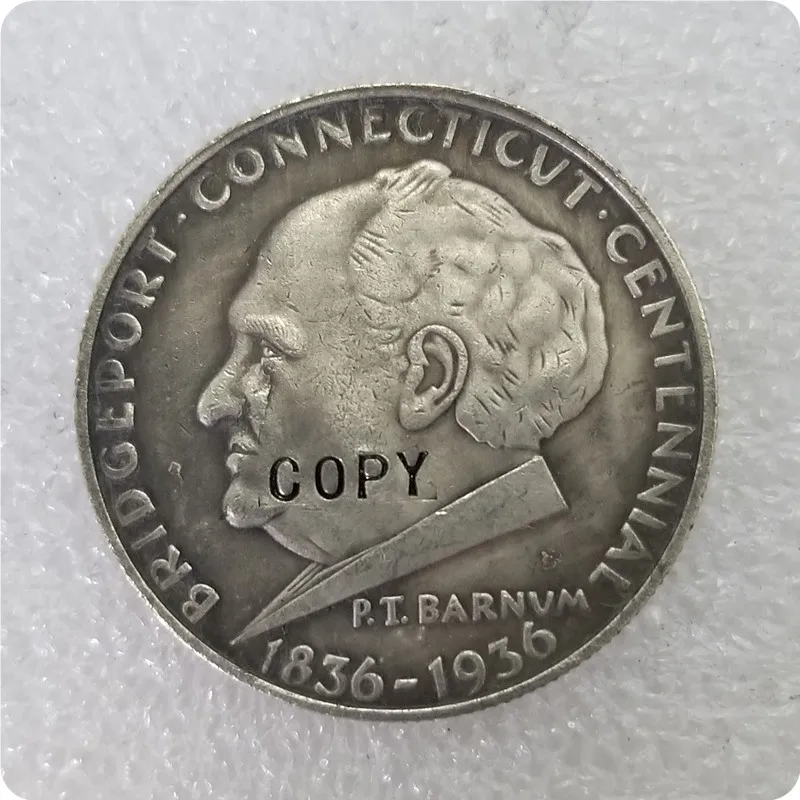 BRIDGEPORT · CONNECTICUT · CENTENNIAL
COPY
P.T. BARNUM
1836-1936